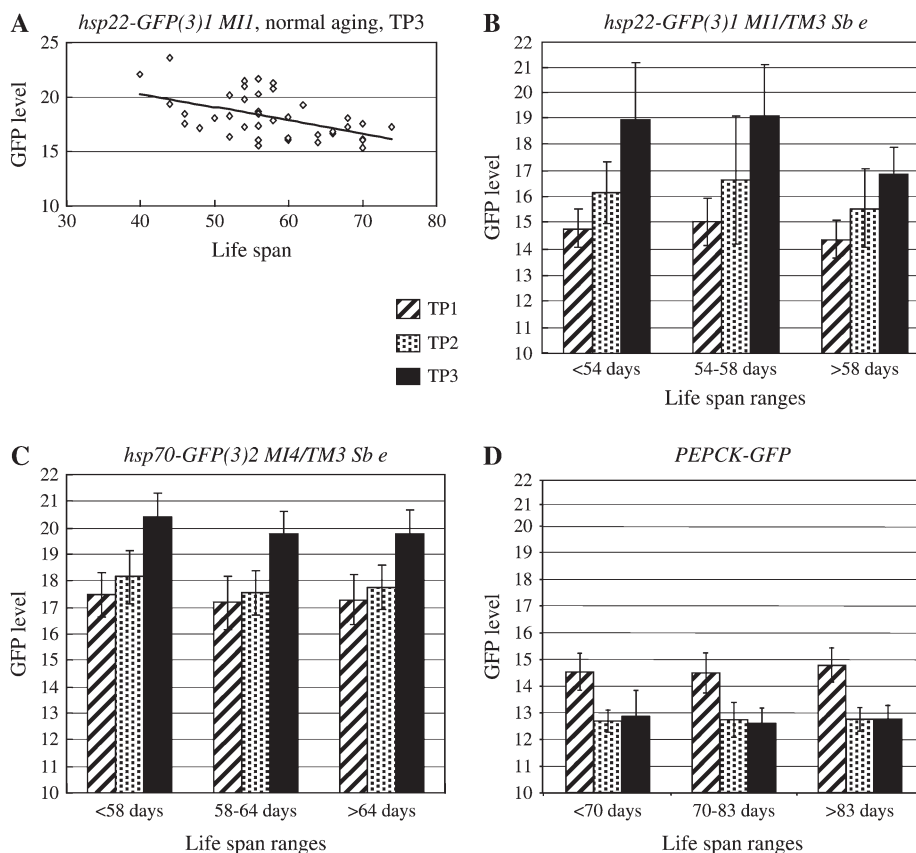 A hsp22-GFP(3)1 MI1, normal aging, TP3
GFP level
25
20
15
10
30 40 50 60 70 80
Life span
TP1
TP2
TP3
B hsp22-GFP(3)1 MI1/TM3 Sb e
GFP level
22
21
20
19
18
17
16
15
14
13
12
11
10
<54 days 54-58 days >58 days
Life span ranges
C hsp70-GFP(3)2 MI4/TM3 Sb e
GFP level
22
21
20
19
18
17
16
15
14
13
12
11
10
<58 days 58-64 days >64 days
Life span ranges
D PEPCK-GFP
GFP level
22
21
20
19
18
17
16
15
14
13
12
11
10
<70 days 70-83 days >83 days
Life span ranges